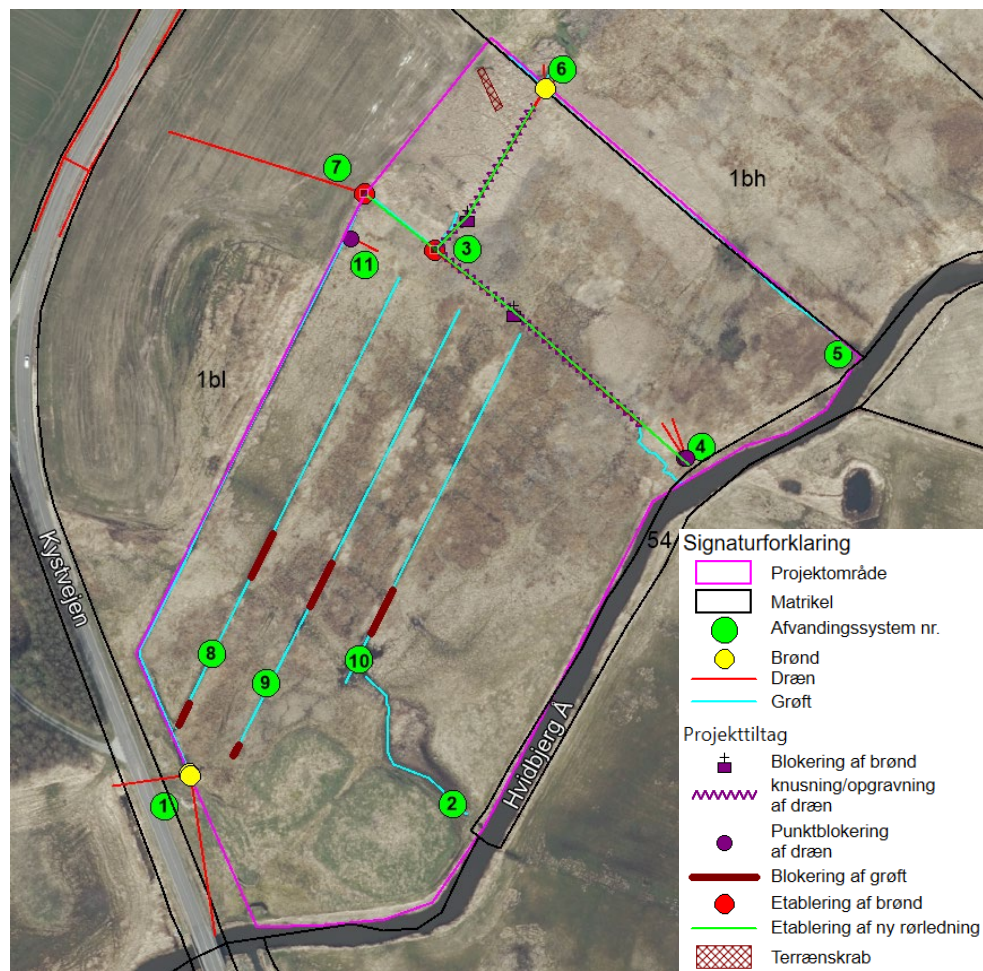 6
1bh
7
3
11
5
1bl
4
Kystvejen
54
8
9
10
1
2
Hvidbjerg Å
Signaturforklaring
Projektområde
Matrikel
Afvandingssystem nr.
Brønd
Dræn
Grøft
Projekttiltag
Blokering af brønd
knusning/opgravning
af dræn
Punktblokering
af dræn
Blokering af grøft
Etablering af brønd
Etablering af ny rørledning
Terrænskrab